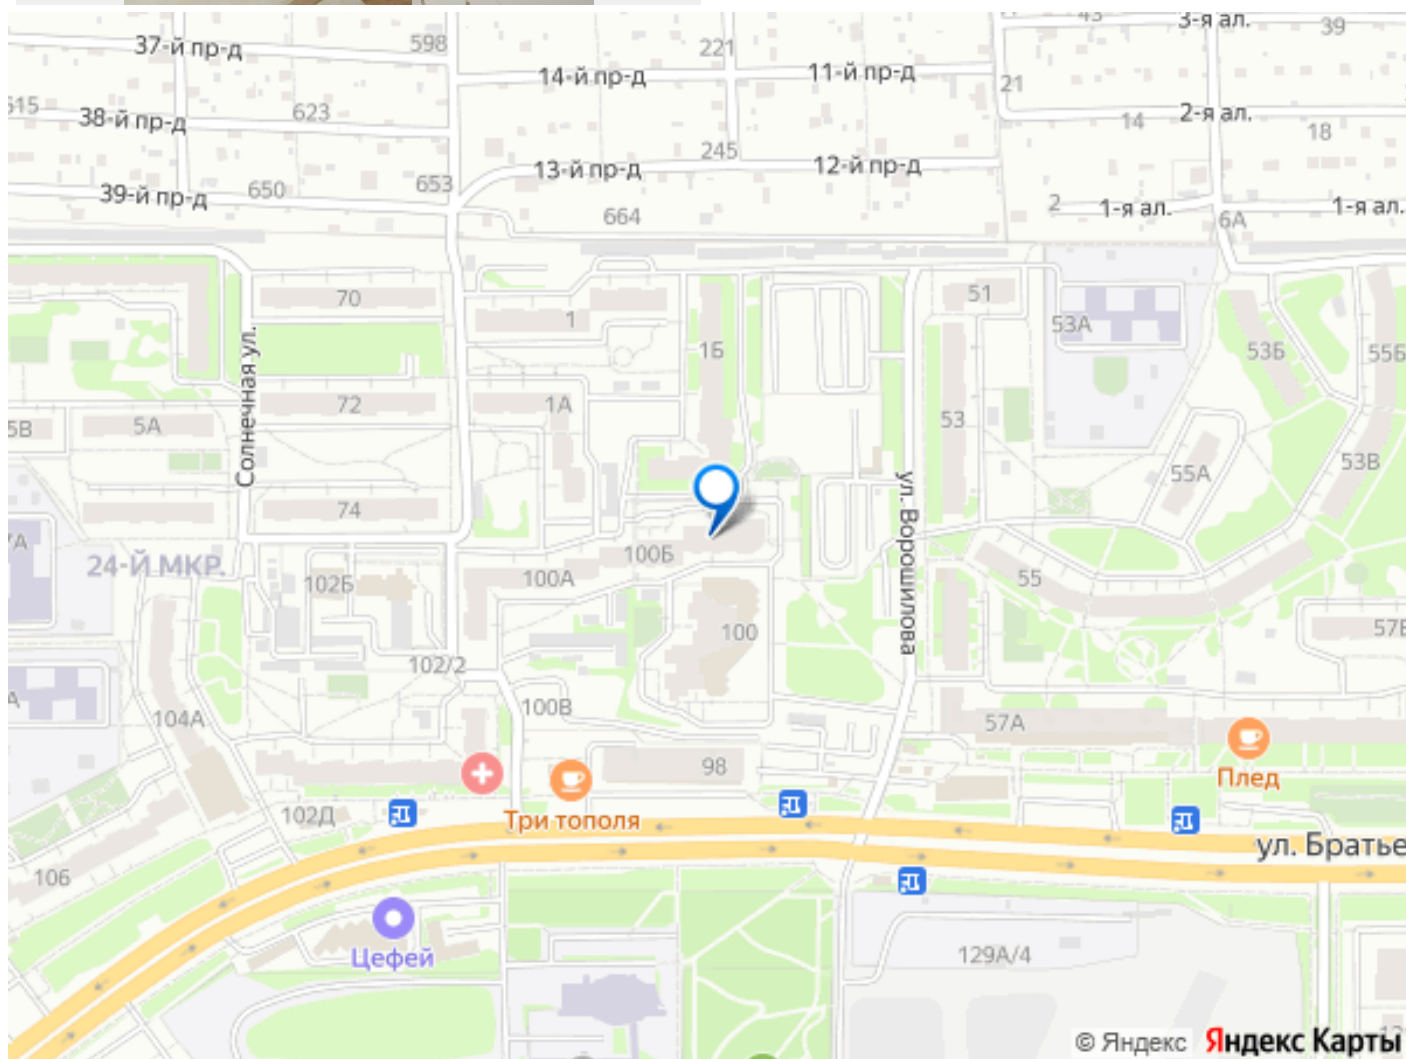 37-й пр-д
598
221
43
3-я ал.
39
14-й пр-д
11-й пр-д
21
615
38-й пр-д
623
14
2-я ал.
18
245
13-й пр-д
12-й пр-д
39-й пр-д
650
653
664
2
1-я ал.
6А
1-я ал.
70
1
51
53А
1Б
53Б
55Б
Солнечная ул.
72
1А
5В
5А
53
53В
55А
74
ул. Ворошилова
24-Й МКР.
102Б
100А
100Б
55
100
57Б
102/2
104А
100В
57А
98
Плед
102Д
Три тополя
ул. Братье
106
Цефей
129А/4
© Яндекс Яндекс Карты